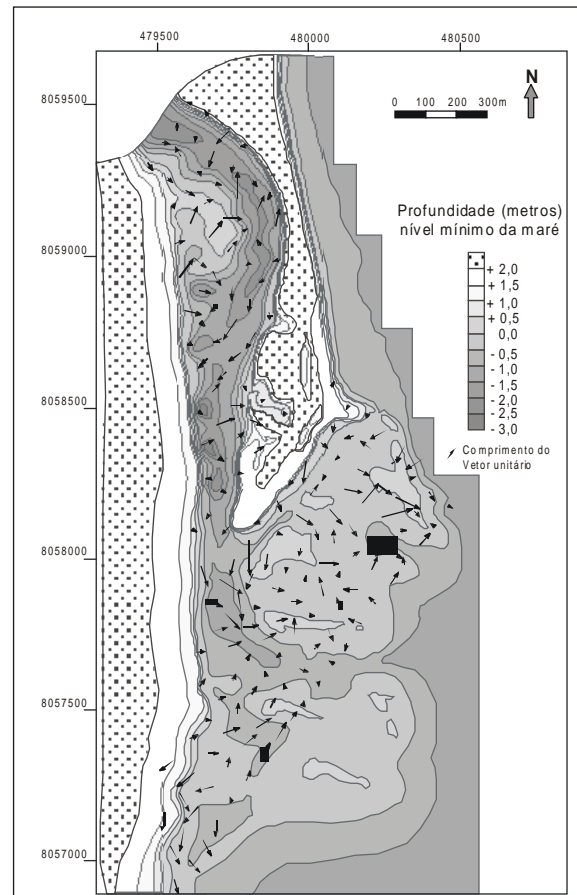 479500 480000 480500
8059500
8059000
8058500
8058000
8057500
8057000
N
0 100 200 300m
Profundidade (metros)
nível mínimo da maré
+ 2,0
+ 1,5
+ 1,0
+ 0,5
0,0
- 0,5
- 1,0
- 1,5
- 2,0
- 2,5
- 3,0
Comprimento do
Vetor unitário